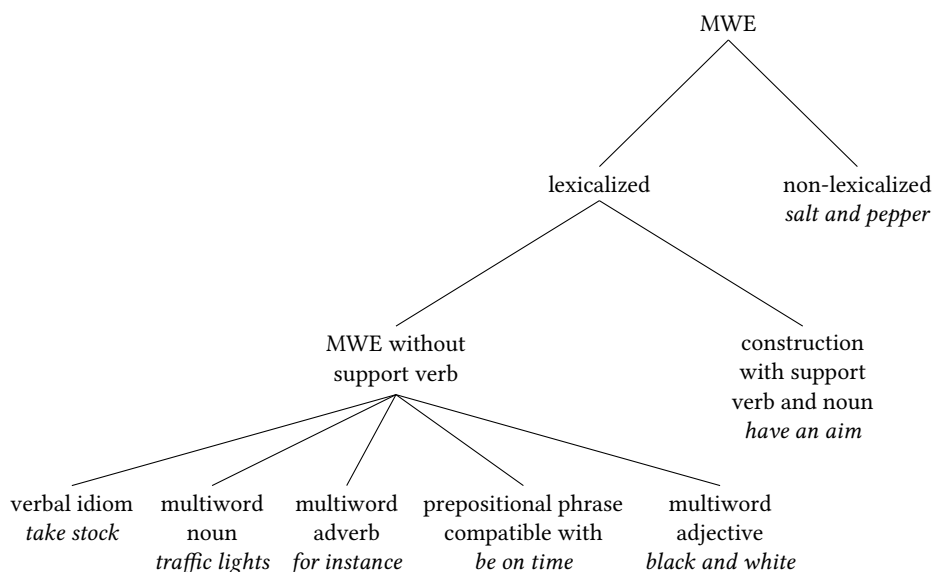 MWE
lexicalized
non-lexicalized
salt and pepper
MWE without
support verb
construction
with support
verb and noun
have an aim
verbal idiom
take stock
multiword
noun
traffic lights
multiword
adverb
for instance
prepositional phrase
compatible with
be on time
multiword
adjective
black and white